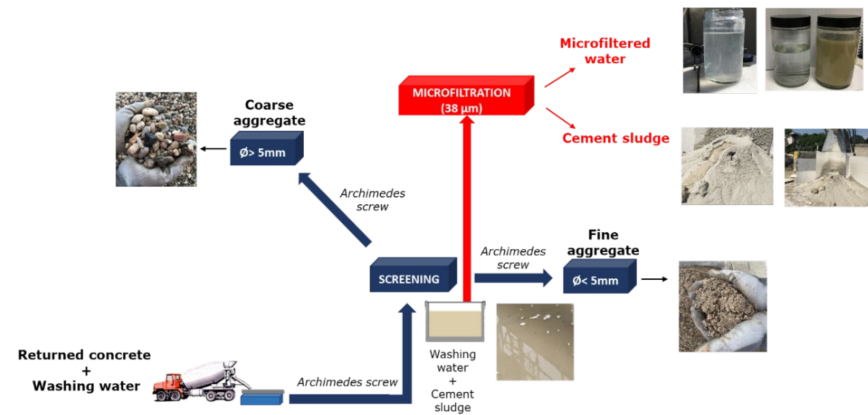 Microfiltered
water
MICROFILTRATION
(38 µm)
Cement sludge
Coarse
aggregate
Ø> 5mm
Archimedes
screw
SCREENING
Archimedes
screw
Fine
aggregate
Ø< 5mm
Returned concrete
+
Washing water
Archimedes screw
Washing
water
+
Cement
sludge